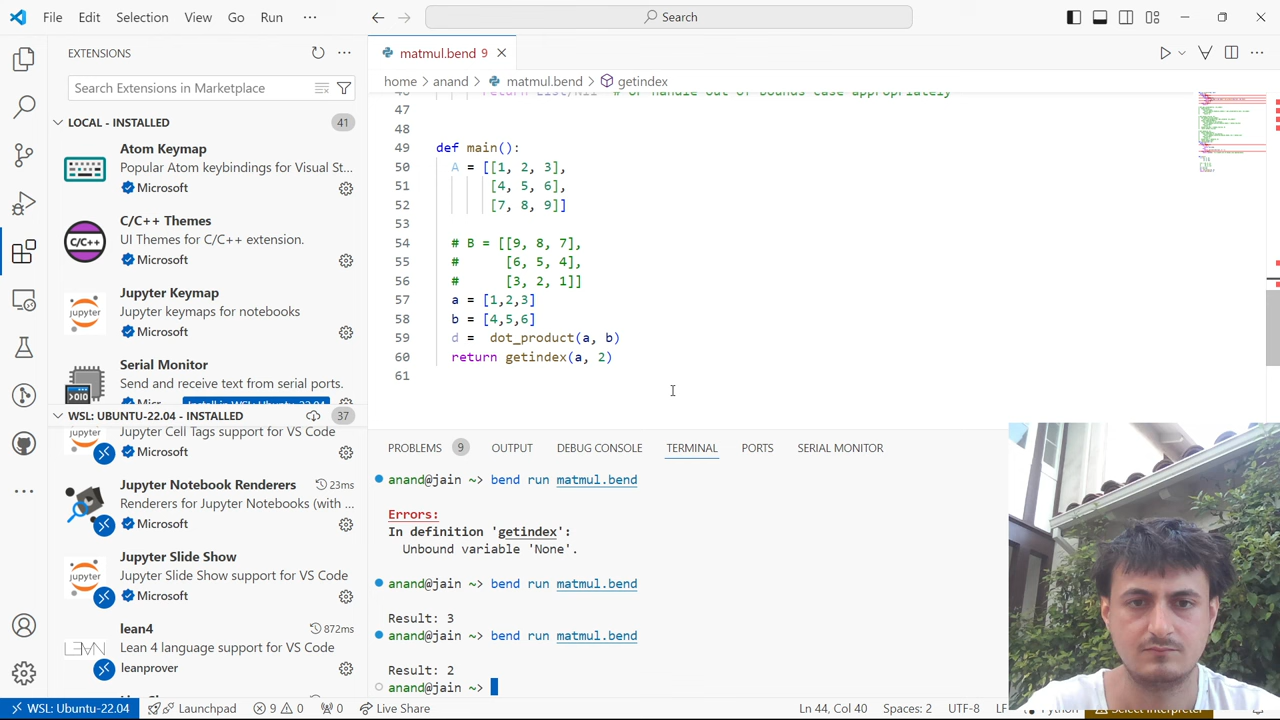 File Edit Selection View Go Run ··· Search
EXTENSIONS
Search Extensions in Marketplace
LOCAL - INSTALLED 41
Atom Keymap
Popular Atom keybindings for Visual st...
Microsoft
C/C++ Themes
UI Themes for C/C++ extension.
Microsoft
Jupyter Keymap
Jupyter keymaps for notebooks
Microsoft
Serial Monitor
Send and receive text from serial ports.
WSL: UBUNTU-22.04 - INSTALLED 37
Jupyter Cell Tags support for VS Code
Microsoft
Jupyter Notebook Renderers 23ms
Renderers for Jupyter Notebooks (with ...
Microsoft
Jupyter Slide Show
Jupyter Slide Show support for VS Code
Microsoft
lean4 872ms
Lean 4 language support for VS Code
leanprover
matmul.bend 9
home > anand > matmul.bend > getindex
47
48
49 def main():
50 A = [[1, 2, 3],
51 [4, 5, 6],
52 [7, 8, 9]]
53
54 # B = [[9, 8, 7],
55 # [6, 5, 4],
56 # [3, 2, 1]]
57 a = [1,2,3]
58 b = [4,5,6]
59 d = dot_product(a, b)
60 return getindex(a, 2)
61
PROBLEMS 9 OUTPUT DEBUG CONSOLE TERMINAL PORTS SERIAL MONITOR
anand@jain ~> bend run matmul.bend
Errors:
In definition 'getindex':
Unbound variable 'None'.
anand@jain ~> bend run matmul.bend
Result: 3
anand@jain ~> bend run matmul.bend
Result: 2
anand@jain ~>
WSL: Ubuntu-22.04 Launchpad 9 0 0 Live Share Ln 44, Col 40 Spaces: 2 UTF-8 LF